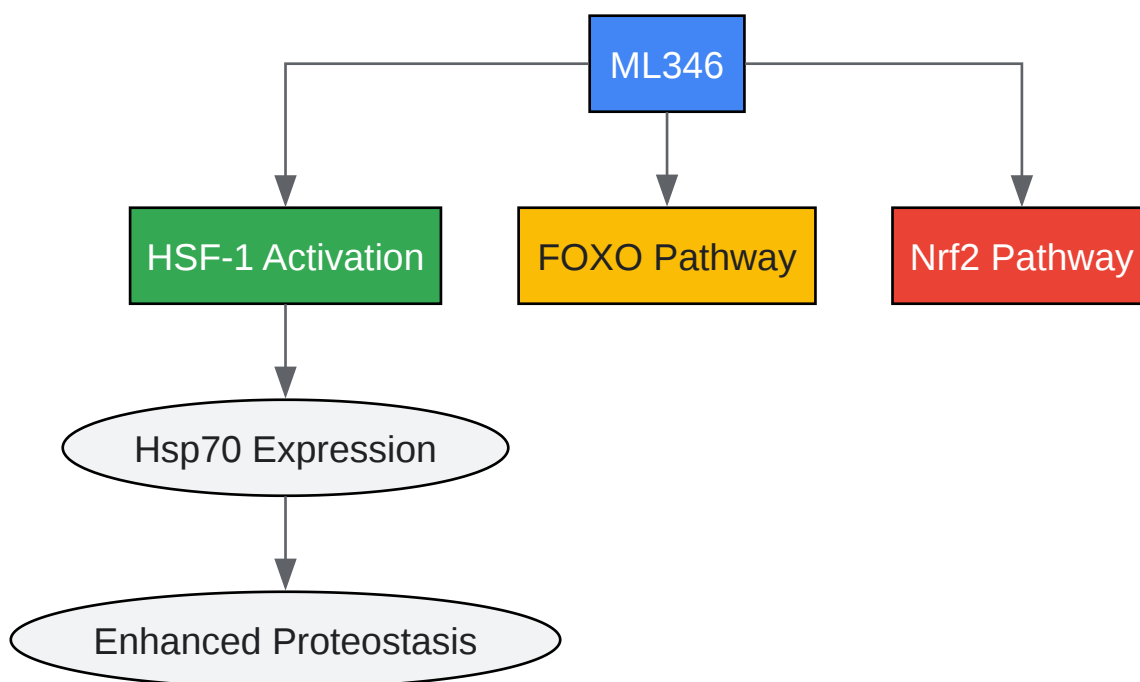 ML346
HSF-1 Activation
FOXO Pathway
Nrf2 Pathway
Hsp70 Expression
Enhanced Proteostasis